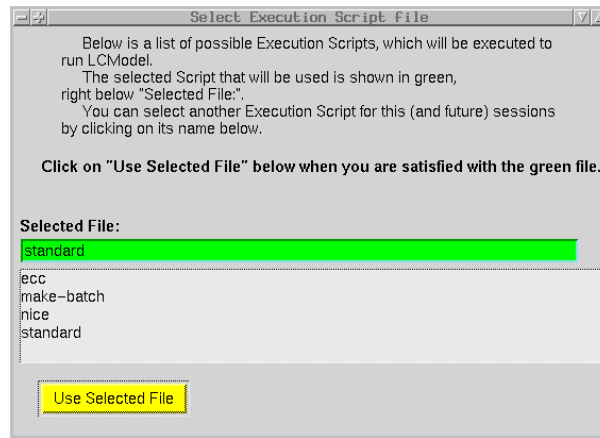 Select Execution Script file
Below is a list of possible Execution Scripts, which will be executed to
run LCModel.
The selected Script that will be used is shown in green,
right below "Selected File:".
You can select another Execution Script for this (and future) sessions
by clicking on its name below.
Click on "Use Selected File" below when you are satisfied with the green file.
Selected File:
standard
ecc
make-batch
nice
standard
Use Selected File